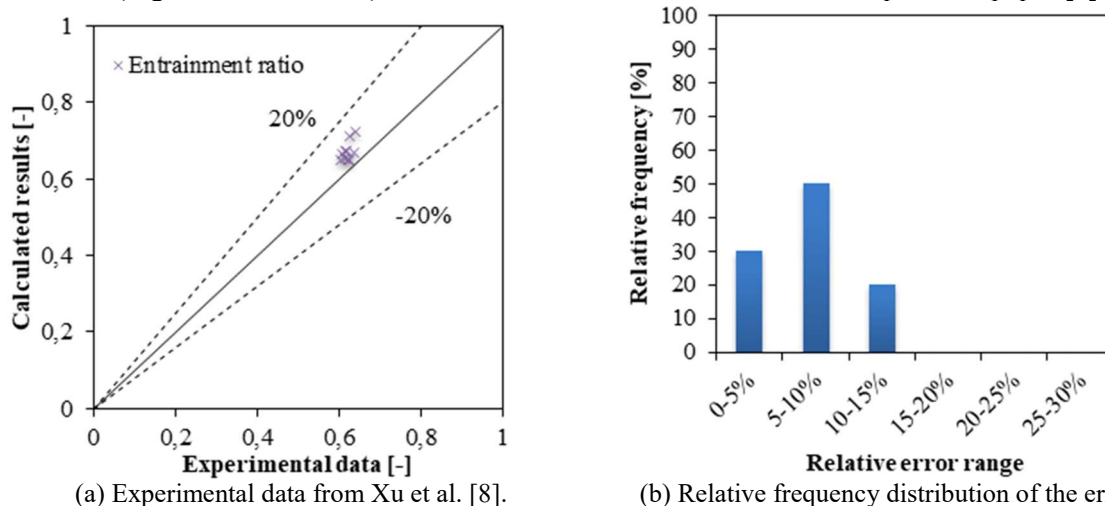 1
0,8
0,6
0,4
0,2
0
Calculated results [-]
× Entrainment ratio
20%
-20%
0 0,2 0,4 0,6 0,8 1
Experimental data [-]
(a) Experimental data from Xu et al. [8].
100
90
80
70
60
50
40
30
20
10
0
Relative frequency [%]
0-5% 5-10% 10-15% 15-20% 20-25% 25-30%
Relative error range
(b) Relative frequency distribution of the er